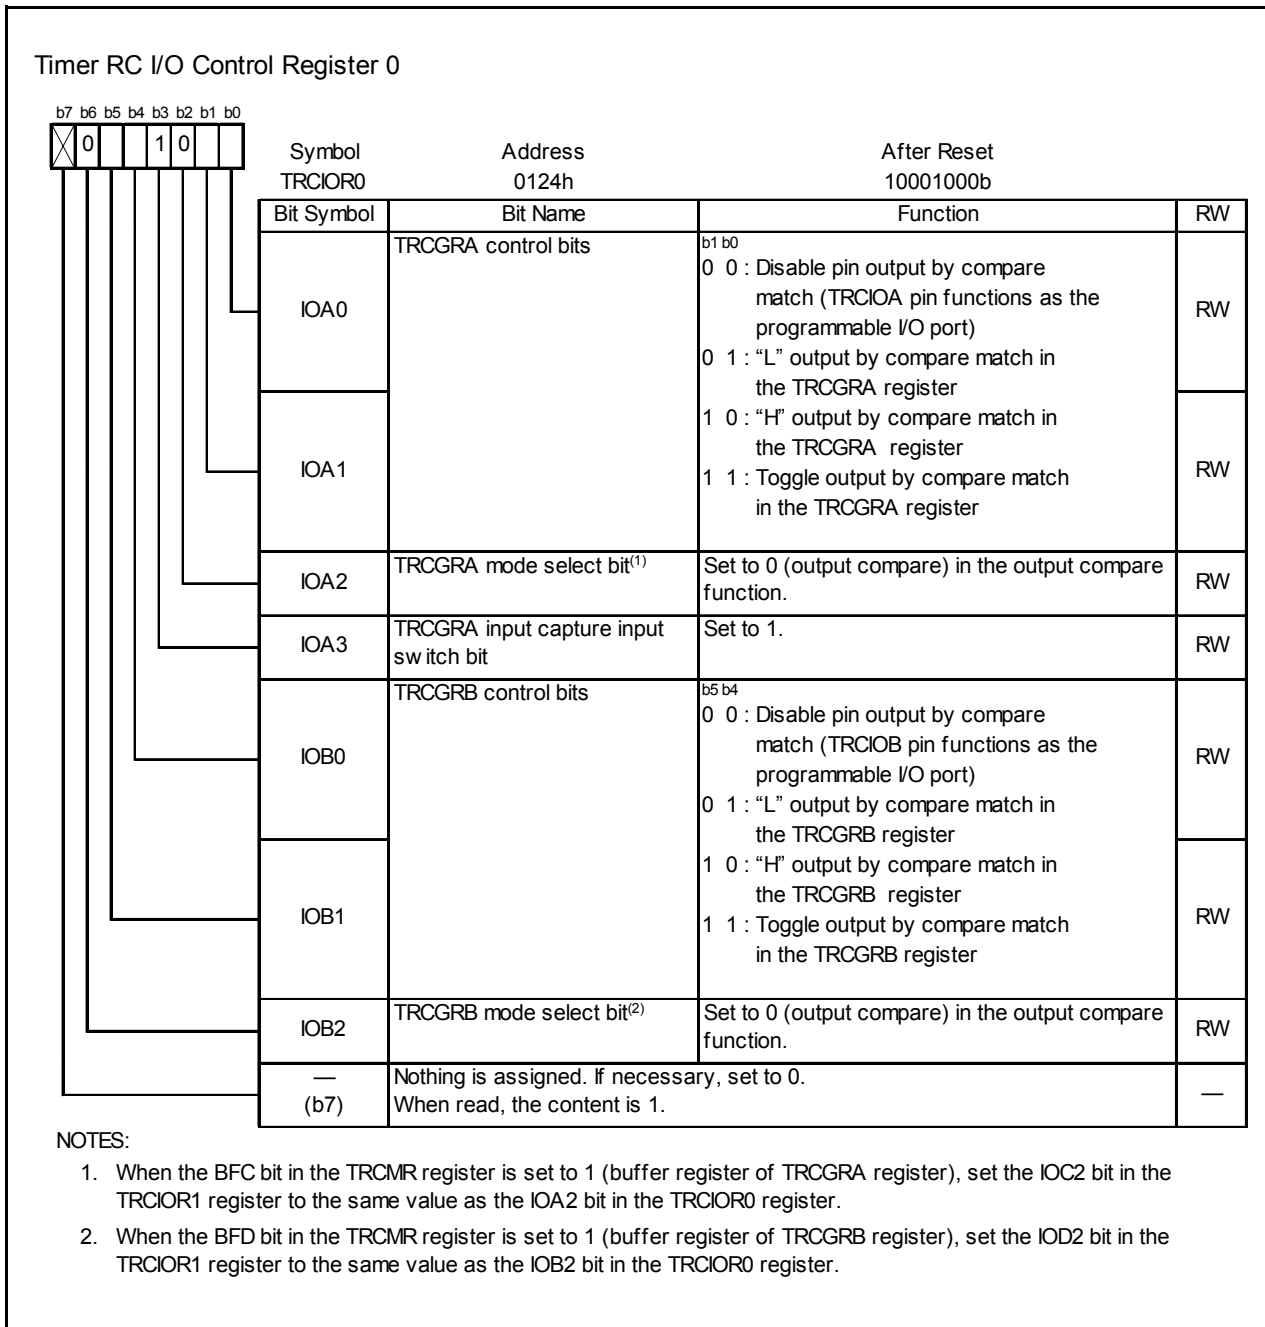 Timer RC I/O Control Register 0
b7 b6 b5 b4 b3 b2 b1 b0
0 1 0
Symbol Address After Reset
TRCIOR0 0124h 10001000b
Bit Symbol Bit Name Function RW
IOA0 TRCGRA control bits b1 b0
0 0 : Disable pin output by compare
match (TRCIOA pin functions as the
programmable I/O port) RW
0 1 : “L” output by compare match in
the TRCGRA register
1 0 : “H” output by compare match in
the TRCGRA register
IOA1 1 1 : Toggle output by compare match RW
in the TRCGRA register
IOA2 TRCGRA mode select bit(1) Set to 0 (output compare) in the output compare RW
function.
IOA3 TRCGRA input capture input Set to 1. RW
switch bit
IOB0 TRCGRB control bits b5 b4
0 0 : Disable pin output by compare
match (TRCIOB pin functions as the RW
programmable I/O port)
0 1 : “L” output by compare match in
the TRCGRB register
1 0 : “H” output by compare match in
the TRCGRB register
IOB1 1 1 : Toggle output by compare match RW
in the TRCGRB register
IOB2 TRCGRB mode select bit(2) Set to 0 (output compare) in the output compare RW
function.
— Nothing is assigned. If necessary, set to 0. —
(b7) When read, the content is 1.
NOTES:
1. When the BFC bit in the TRCMR register is set to 1 (buffer register of TRCGRA register), set the IOC2 bit in the
TRCIOR1 register to the same value as the IOA2 bit in the TRCIOR0 register.
2. When the BFD bit in the TRCMR register is set to 1 (buffer register of TRCGRB register), set the IOD2 bit in the
TRCIOR1 register to the same value as the IOB2 bit in the TRCIOR0 register.